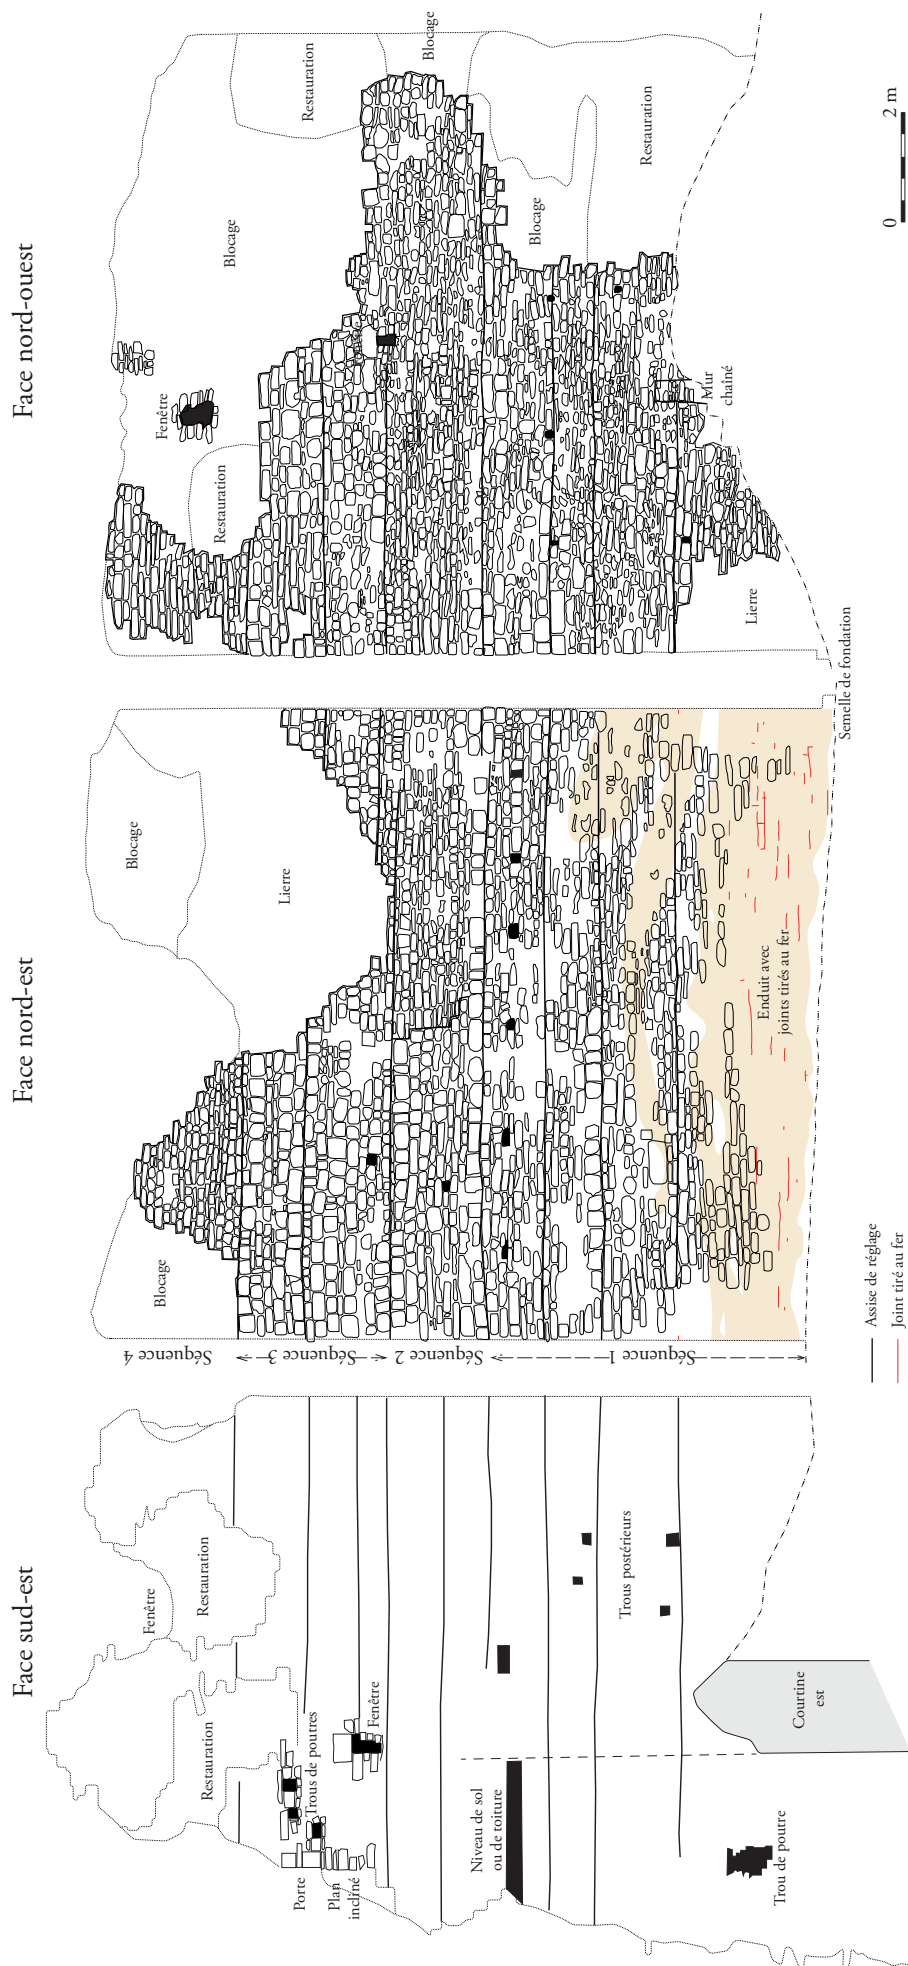 Face sud-est
Fenêtre
Restauration
Restauration
Trous de poutres
Fenêtre
Porte
Plan
incliné
Niveau de sol
ou de toiture
Trous postérieurs
Courtine
est
Trou de poutre
Face nord-est
Blocage
Blocage
Lierre
Séquence 4
Séquence 3
Séquence 2
Séquence 1
Enduit avec
joints tirés au fer
Semelle de fondation
Assise de réglage
Joint tiré au fer
Face nord-ouest
Fenêtre
Restauration
Blocage
Restauration
Blocage
Blocage
Restauration
Mur
chaîné
Lierre
0 2 m